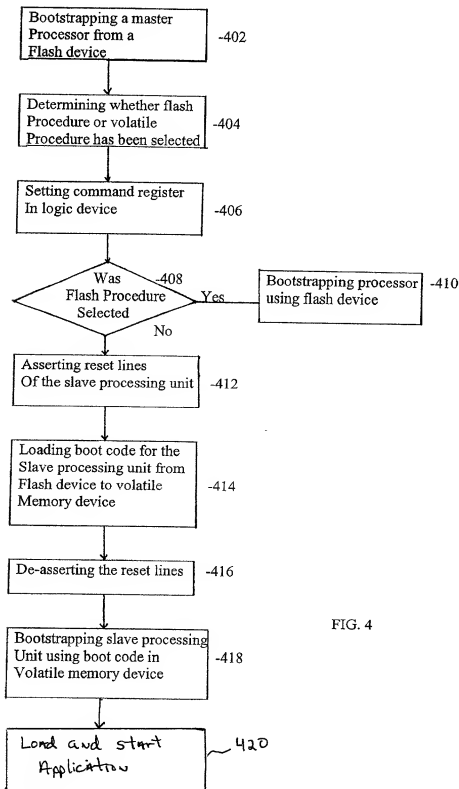 Bootstrapping a master
Processor from a
Flash device
-402
Determining whether flash
Procedure or volatile
Procedure has been selected
-404
Setting command register
In logic device
-406
Was
Flash Procedure
Selected
-408
Yes
No
Bootstrapping processor
using flash device
-410
Asserting reset lines
Of the slave processing unit
-412
Loading boot code for the
Slave processing unit from
Flash device to volatile
Memory device
-414
De-asserting the reset lines
-416
Bootstrapping slave processing
Unit using boot code in
Volatile memory device
-418
FIG. 4
Load and start
Application
420